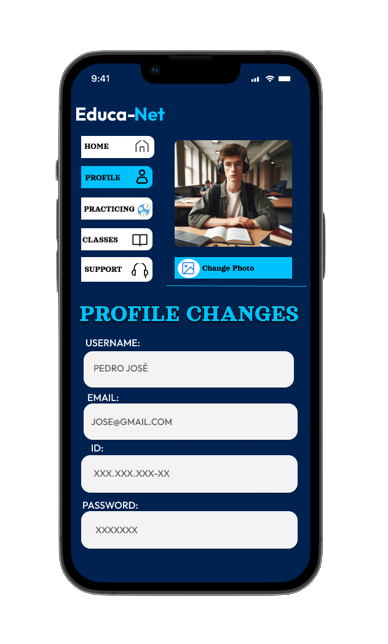 9:41
Educa-Net
HOME
PROFILE
PRACTICING
CLASSES
SUPPORT
Change Photo
PROFILE CHANGES
USERNAME:
PEDRO JOSÉ
EMAIL:
JOSE@GMAIL.COM
ID:
XXX.XXX.XXX-XX
PASSWORD:
XXXXXXX